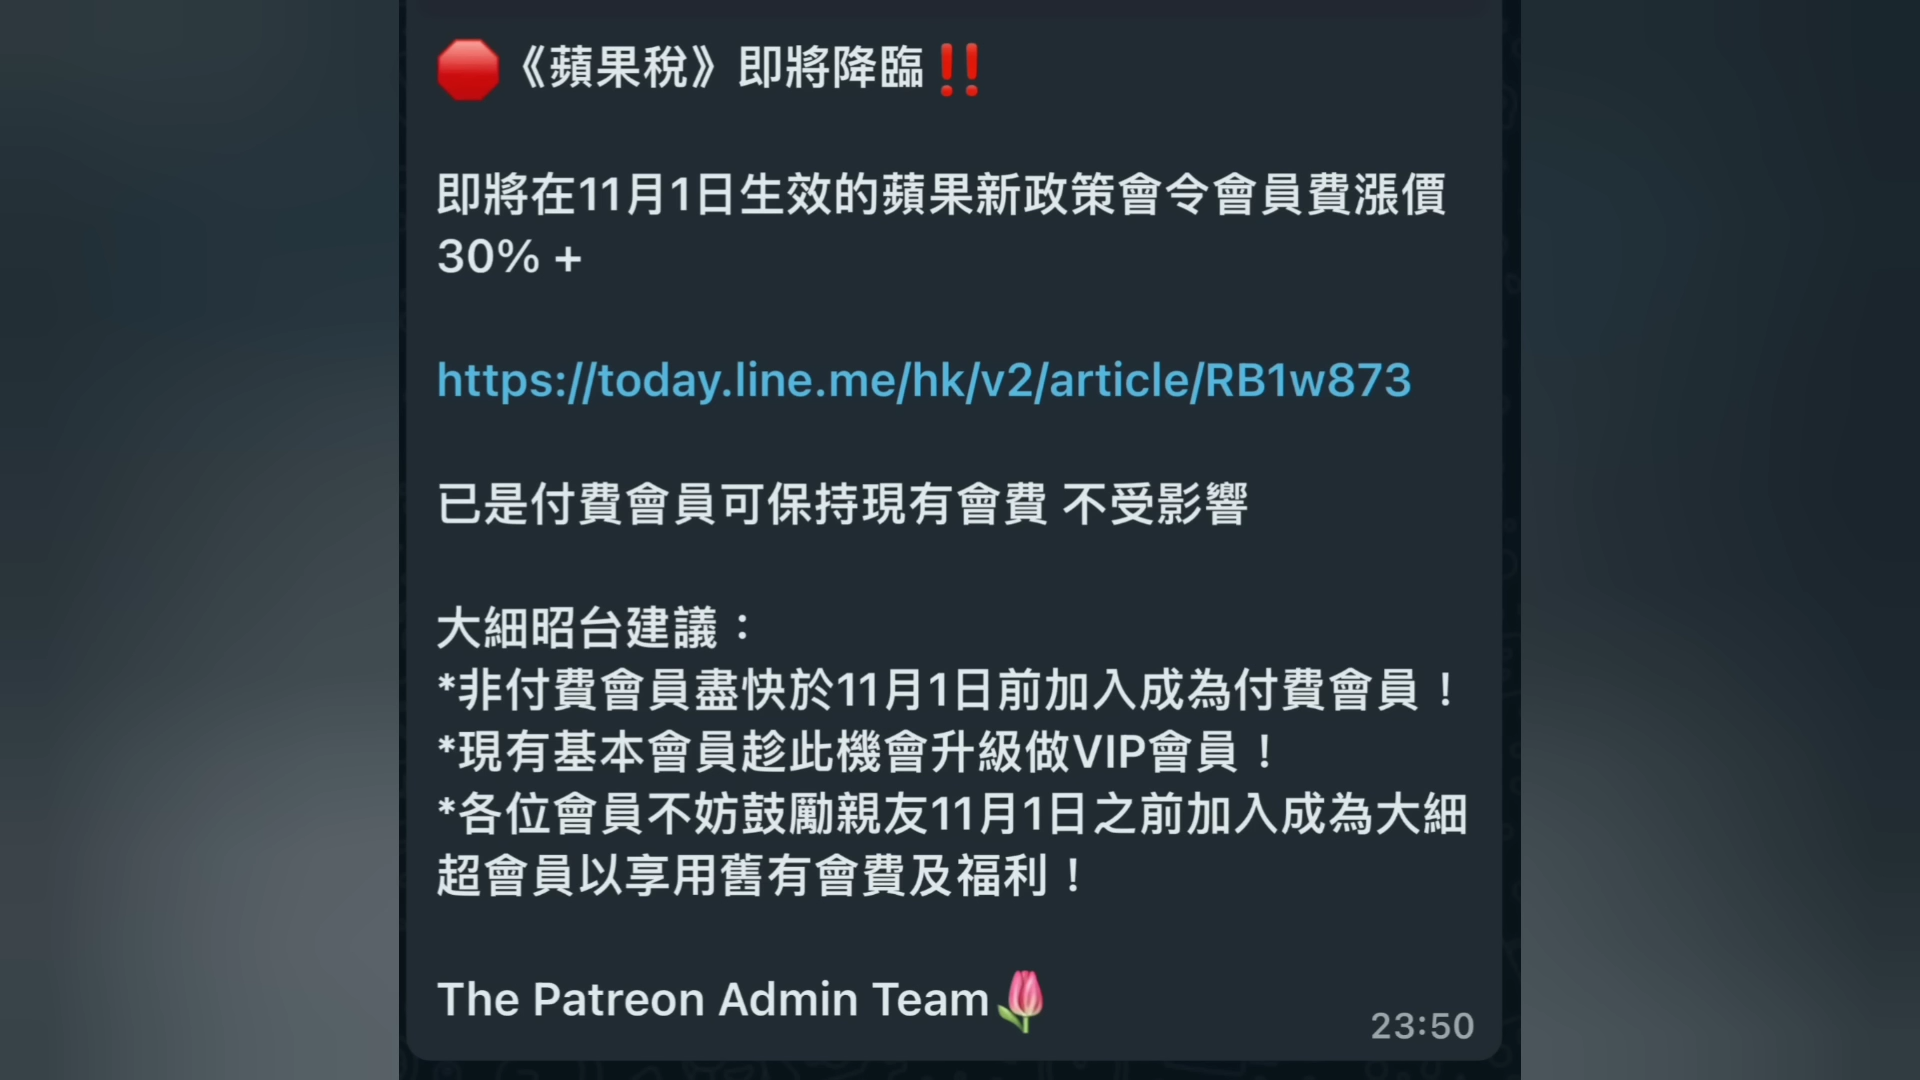 🛑《蘋果稅》即將降臨‼️
即將在11月1日生效的蘋果新政策會令會員費漲價
30% +
https://today.line.me/hk/v2/article/RB1w873
已是付費會員可保持現有會費 不受影響
大細昭台建議：
*非付費會員盡快於11月1日前加入成為付費會員！
*現有基本會員趁此機會升級做VIP會員！
*各位會員不妨鼓勵親友11月1日之前加入成為大細
超會員以享用舊有會費及福利！
The Patreon Admin Team🌷
23:50